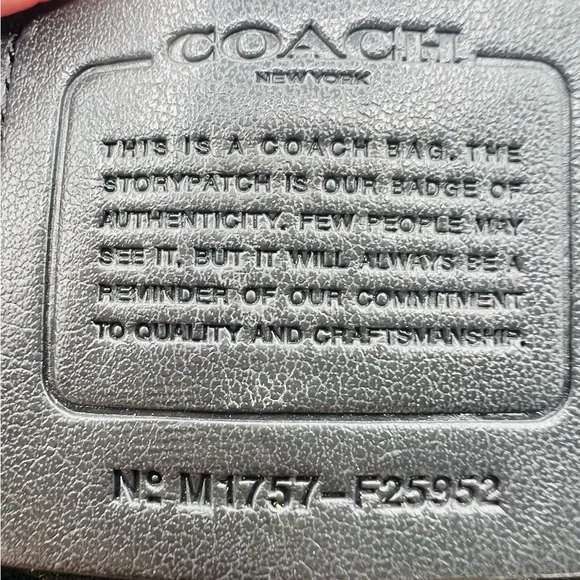 COACH
NEW YORK
THIS IS A COACH BAG. THE
STORYPATCH IS OUR BADGE OF
AUTHENTICITY. FEW PEOPLE MAY
SEE IT. BUT IT WILL ALWAYS BE A
REMINDER OF OUR COMMITMENT
TO QUALITY AND CRAFTSMANSHIP.
Nº M1757-F25952